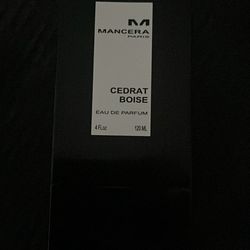 M
MANCERA
PARIS
CEDRAT
BOISE
EAU DE PARFUM
4 Fl.oz 120 ML